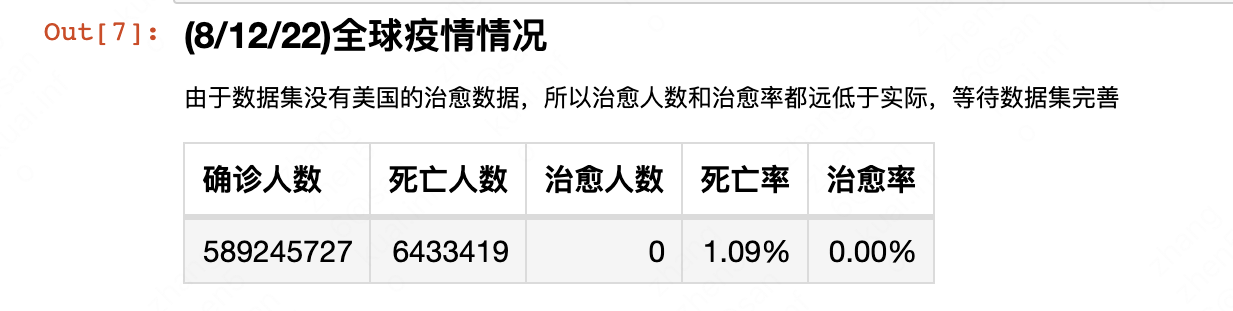 Out[7]:
(8/12/22)全球疫情情况
由于数据集没有美国的治愈数据，所以治愈人数和治愈率都远低于实际，等待数据集完善
确诊人数 死亡人数 治愈人数 死亡率 治愈率
589245727 6433419 0 1.09% 0.00%